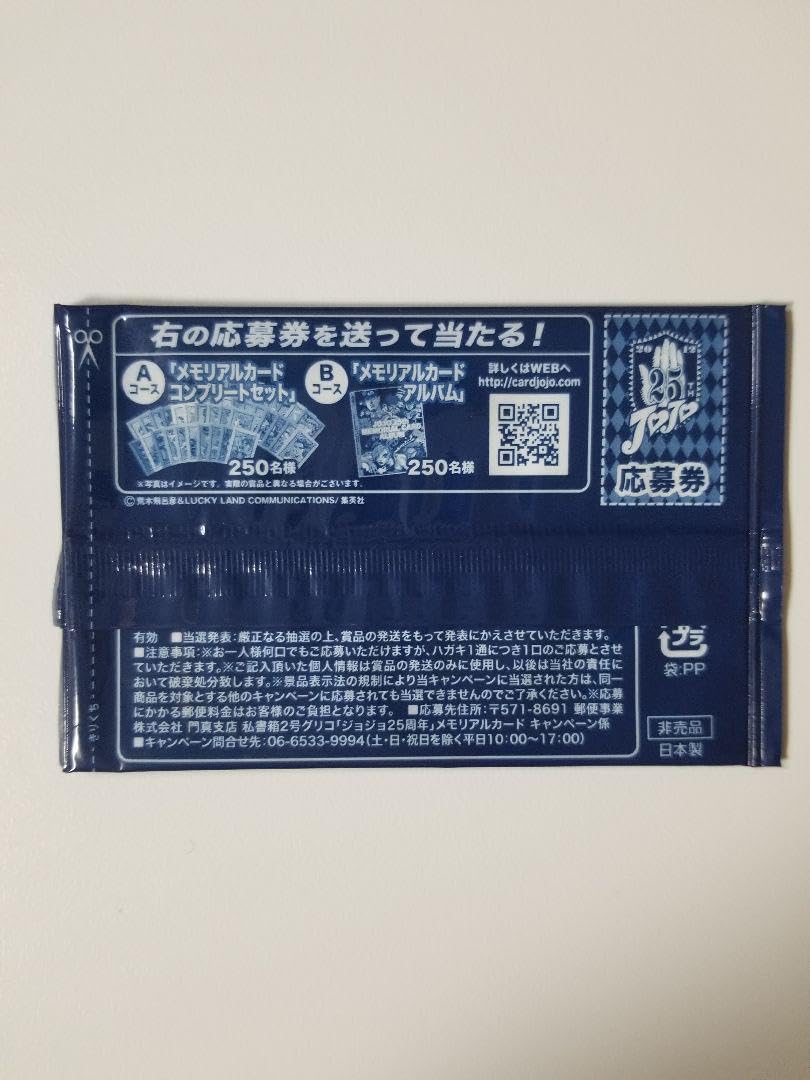 右の応募券を送って当たる!
A
コース
「メモリアルカード
コンプリートセット」
250名様
B
コース
「メモリアルカード
アルバム」
250名様
詳しくはWEBへ
http://cardjojo.com
※写真はイメージです。実際の賞品と異なる場合がございます。
©荒木飛呂彦&LUCKY LAND COMMUNICATIONS/集英社
2012
25
TH
JOJO
応募券
有効 ■当選発表:厳正なる抽選の上、賞品の発送をもって発表にかえさせていただきます。
■注意事項:※お一人様何口でもご応募いただけますが、ハガキ1通につき1口のご応募とさせ
ていただきます。※ご記入頂いた個人情報は賞品の発送のみに使用し、以後は当社の責任に
おいて破棄処分致します。※景品表示法の規制により当キャンペーンに当選された方は、同一
商品を対象とする他のキャンペーンに応募されても当選できませんのでご了承ください。※応募
にかかる郵便料金はお客様のご負担となります。 ■応募先住所:〒571-8691 郵便事業
株式会社 門真支店 私書箱2号グリコ「ジョジョ25周年」メモリアルカード キャンペーン係
■キャンペーン問合せ先:06-6533-9994(土・日・祝日を除く平日10:00〜17:00)
プラ
袋:PP
非売品
日本製
きりくち